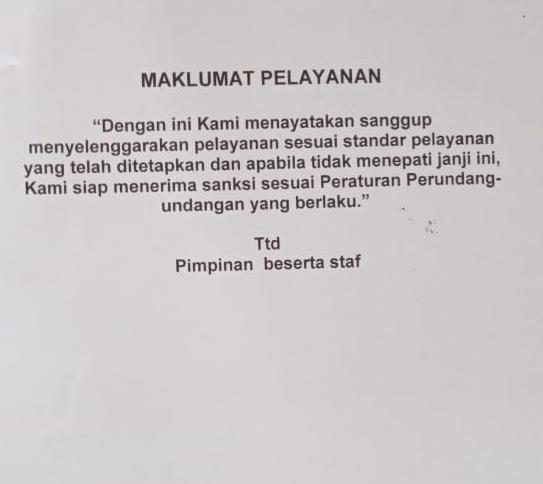 MAKLUMAT PELAYANAN
“Dengan ini Kami menayatakan sanggup
menyelenggarakan pelayanan sesuai standar pelayanan
yang telah ditetapkan dan apabila tidak menepati janji ini,
Kami siap menerima sanksi sesuai Peraturan Perundang-
undangan yang berlaku.”
Ttd
Pimpinan beserta staf